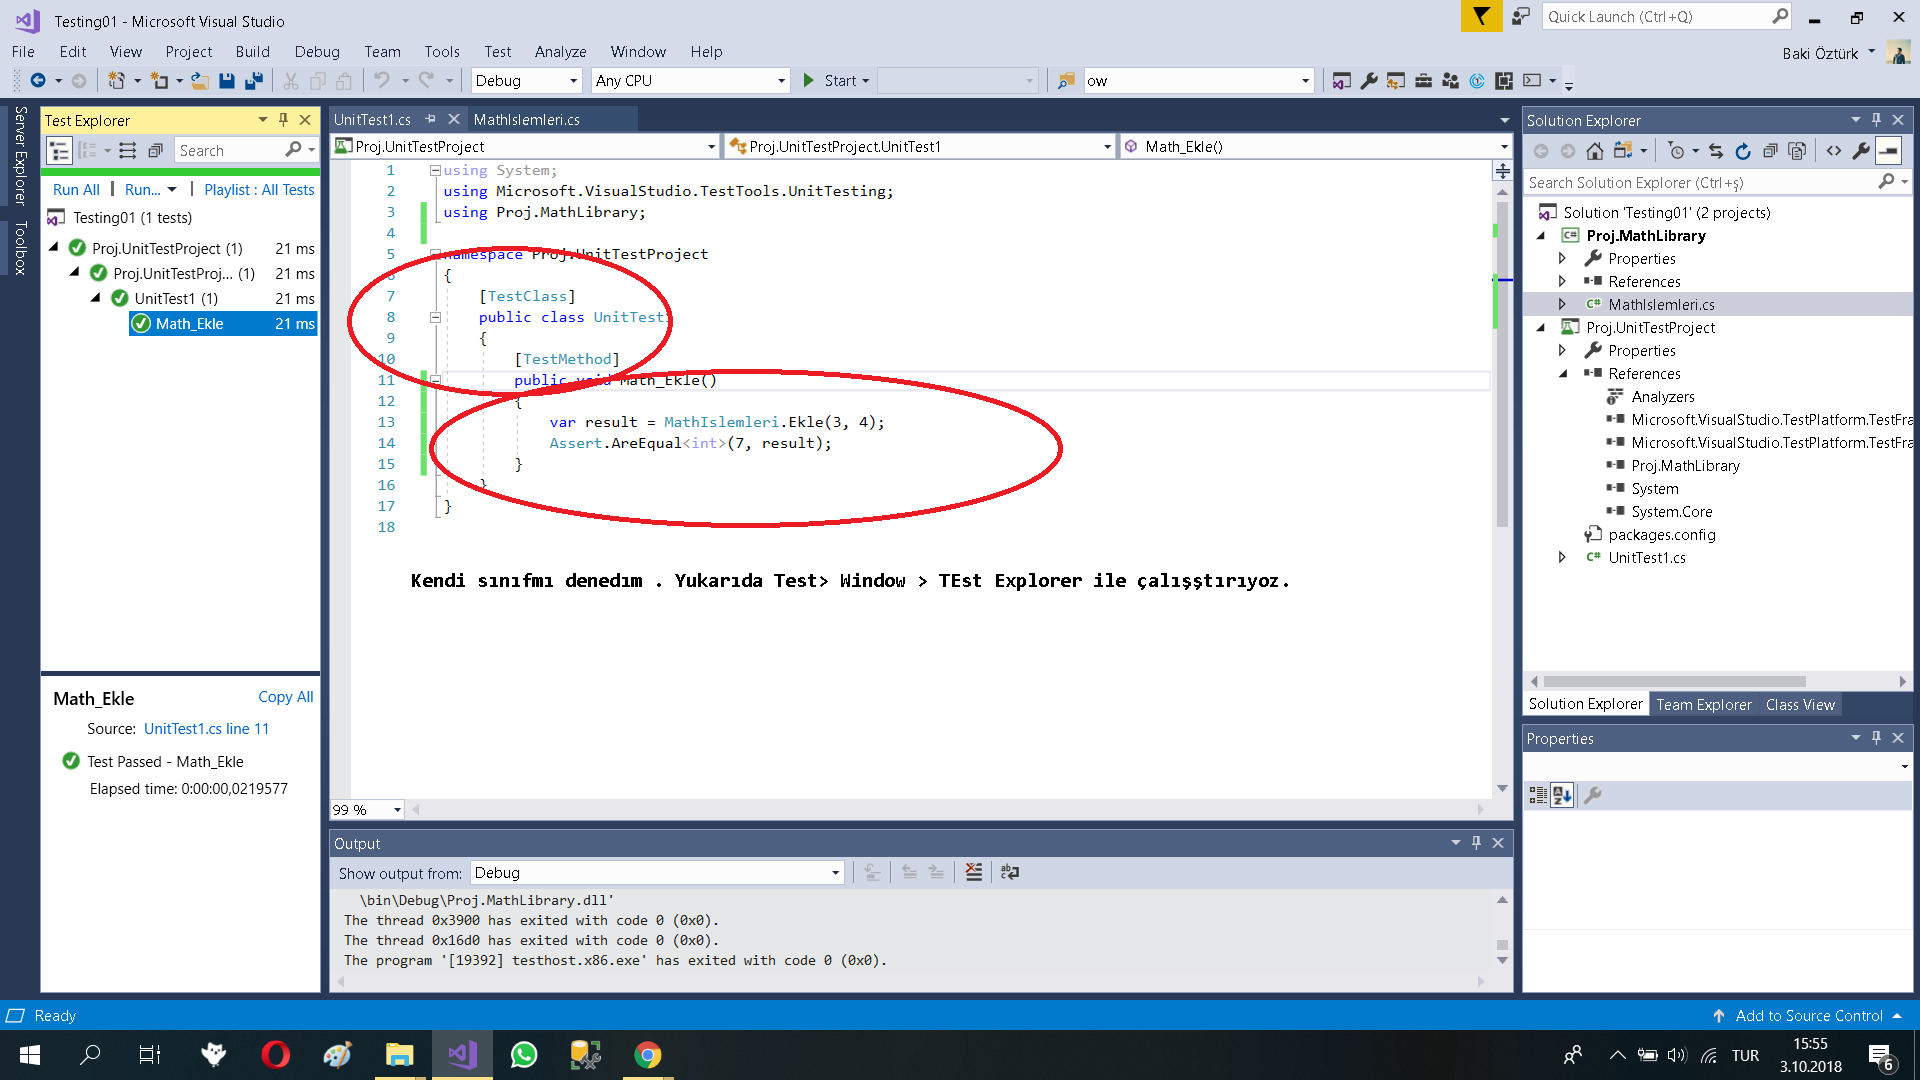 Testing01 - Microsoft Visual Studio
Quick Launch (Ctrl+Q)
File Edit View Project Build Debug Team Tools Test Analyze Window Help
Baki Öztürk
Debug Any CPU Start ow
Server Explorer
Toolbox
Test Explorer
Search
Run All | Run... | Playlist : All Tests
Testing01 (1 tests)
Proj.UnitTestProject (1) 21 ms
Proj.UnitTestProj... (1) 21 ms
UnitTest1 (1) 21 ms
Math_Ekle 21 ms
Math_Ekle Copy All
Source: UnitTest1.cs line 11
Test Passed - Math_Ekle
Elapsed time: 0:00:00,0219577
UnitTest1.cs MathIslemleri.cs
Proj.UnitTestProject Proj.UnitTestProject.UnitTest1 Math_Ekle()
1 using System;
2 using Microsoft.VisualStudio.TestTools.UnitTesting;
3 using Proj.MathLibrary;
4
5 namespace Proj.UnitTestProject
6 {
7 [TestClass]
8 public class UnitTest1
9 {
10 [TestMethod]
11 public void Math_Ekle()
12 {
13 var result = MathIslemleri.Ekle(3, 4);
14 Assert.AreEqual<int>(7, result);
15 }
16 }
17 }
18
Kendi sınıfmı denedım . Yukarıda Test> Window > TEst Explorer ile çalışştırıyoz.
99 %
Output
Show output from: Debug
\bin\Debug\Proj.MathLibrary.dll'
The thread 0x3900 has exited with code 0 (0x0).
The thread 0x16d0 has exited with code 0 (0x0).
The program '[19392] testhost.x86.exe' has exited with code 0 (0x0).
Solution Explorer
Search Solution Explorer (Ctrl+ş)
Solution 'Testing01' (2 projects)
Proj.MathLibrary
Properties
References
MathIslemleri.cs
Proj.UnitTestProject
Properties
References
Analyzers
Microsoft.VisualStudio.TestPlatform.TestFra
Microsoft.VisualStudio.TestPlatform.TestFra
Proj.MathLibrary
System
System.Core
packages.config
UnitTest1.cs
Solution Explorer Team Explorer Class View
Properties
Ready
Add to Source Control
TUR
15:55
3.10.2018
6